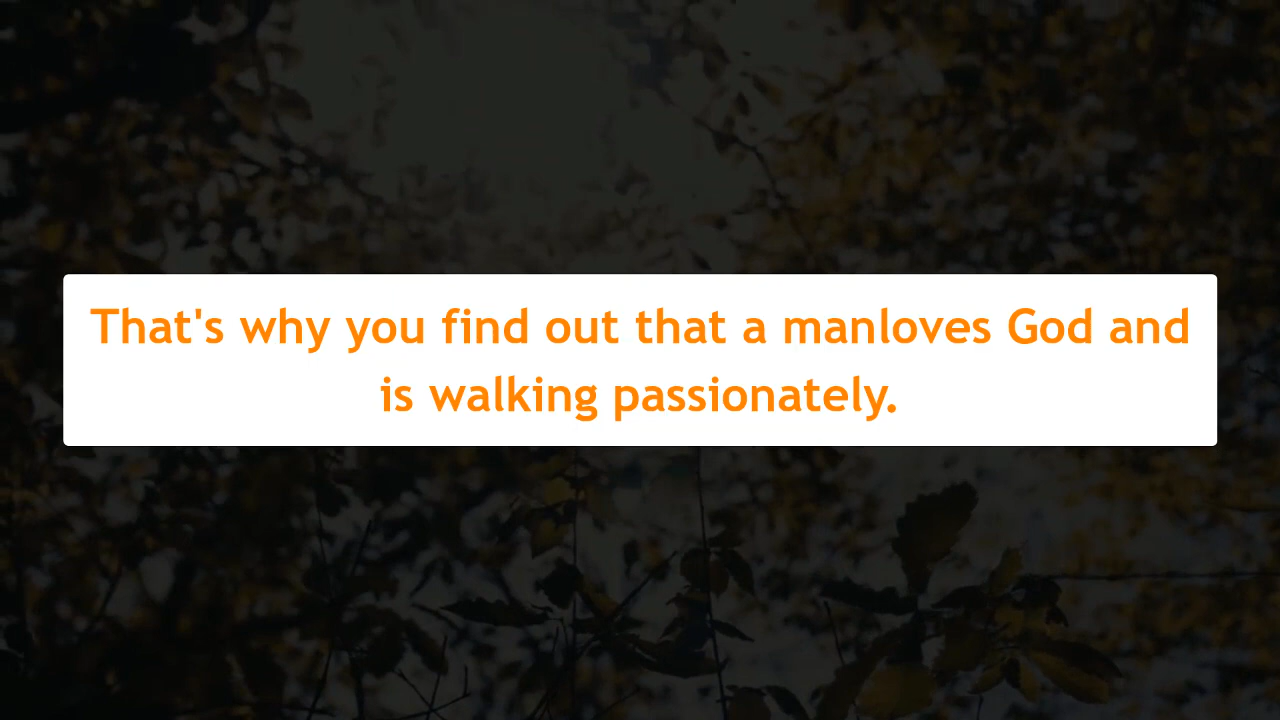 That's why you find out that a manloves God and
is walking passionately.